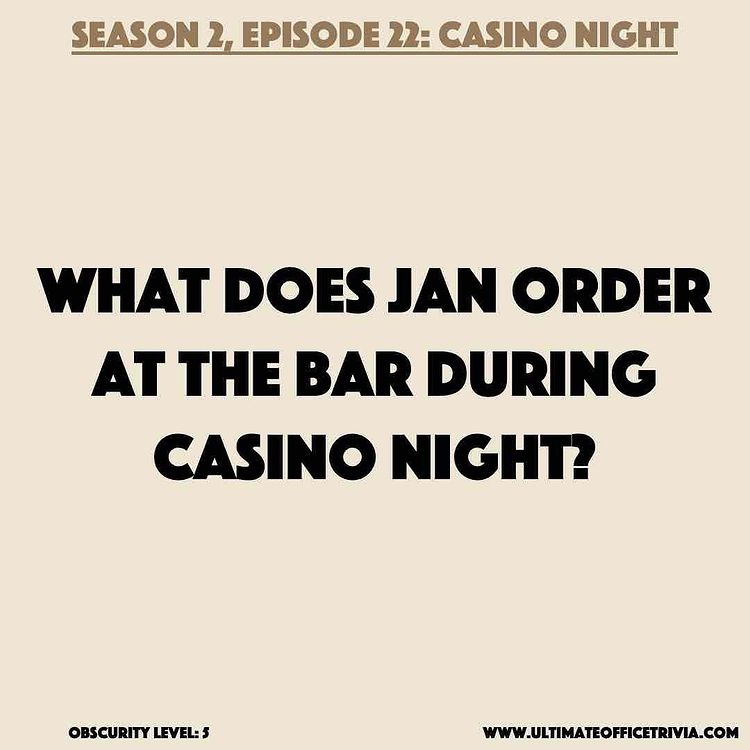 SEASON 2, EPISODE 22: CASINO NIGHT
WHAT DOES JAN ORDER
AT THE BAR DURING
CASINO NIGHT?
OBSCURITY LEVEL: 5
WWW.ULTIMATEOFFICETRIVIA.COM